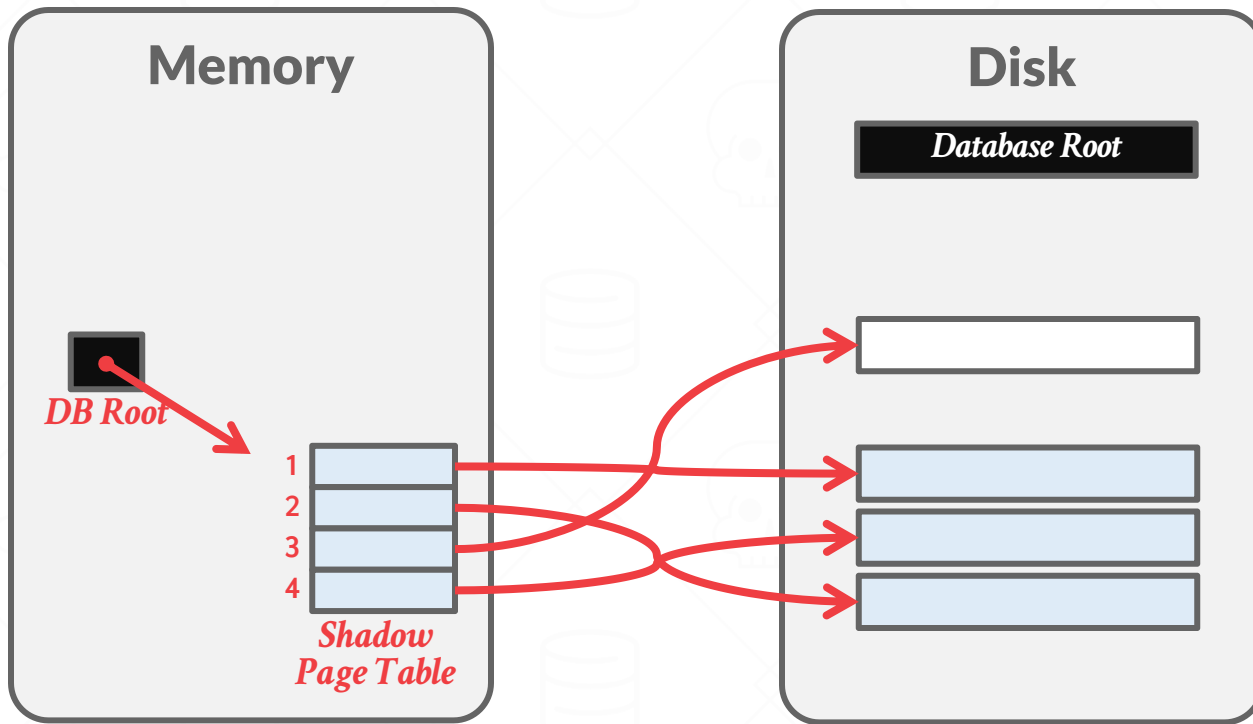 Memory
Disk
Database Root
DB Root
1
2
3
4
Shadow
Page Table